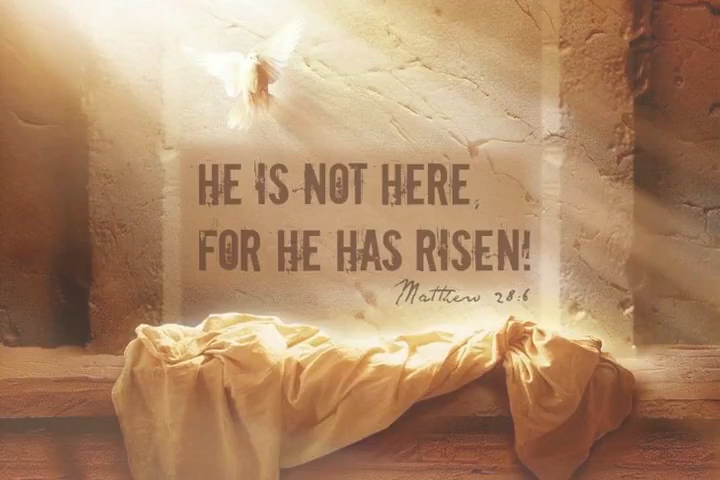 HE IS NOT HERE,
FOR HE HAS RISEN!
Matthew 28:6